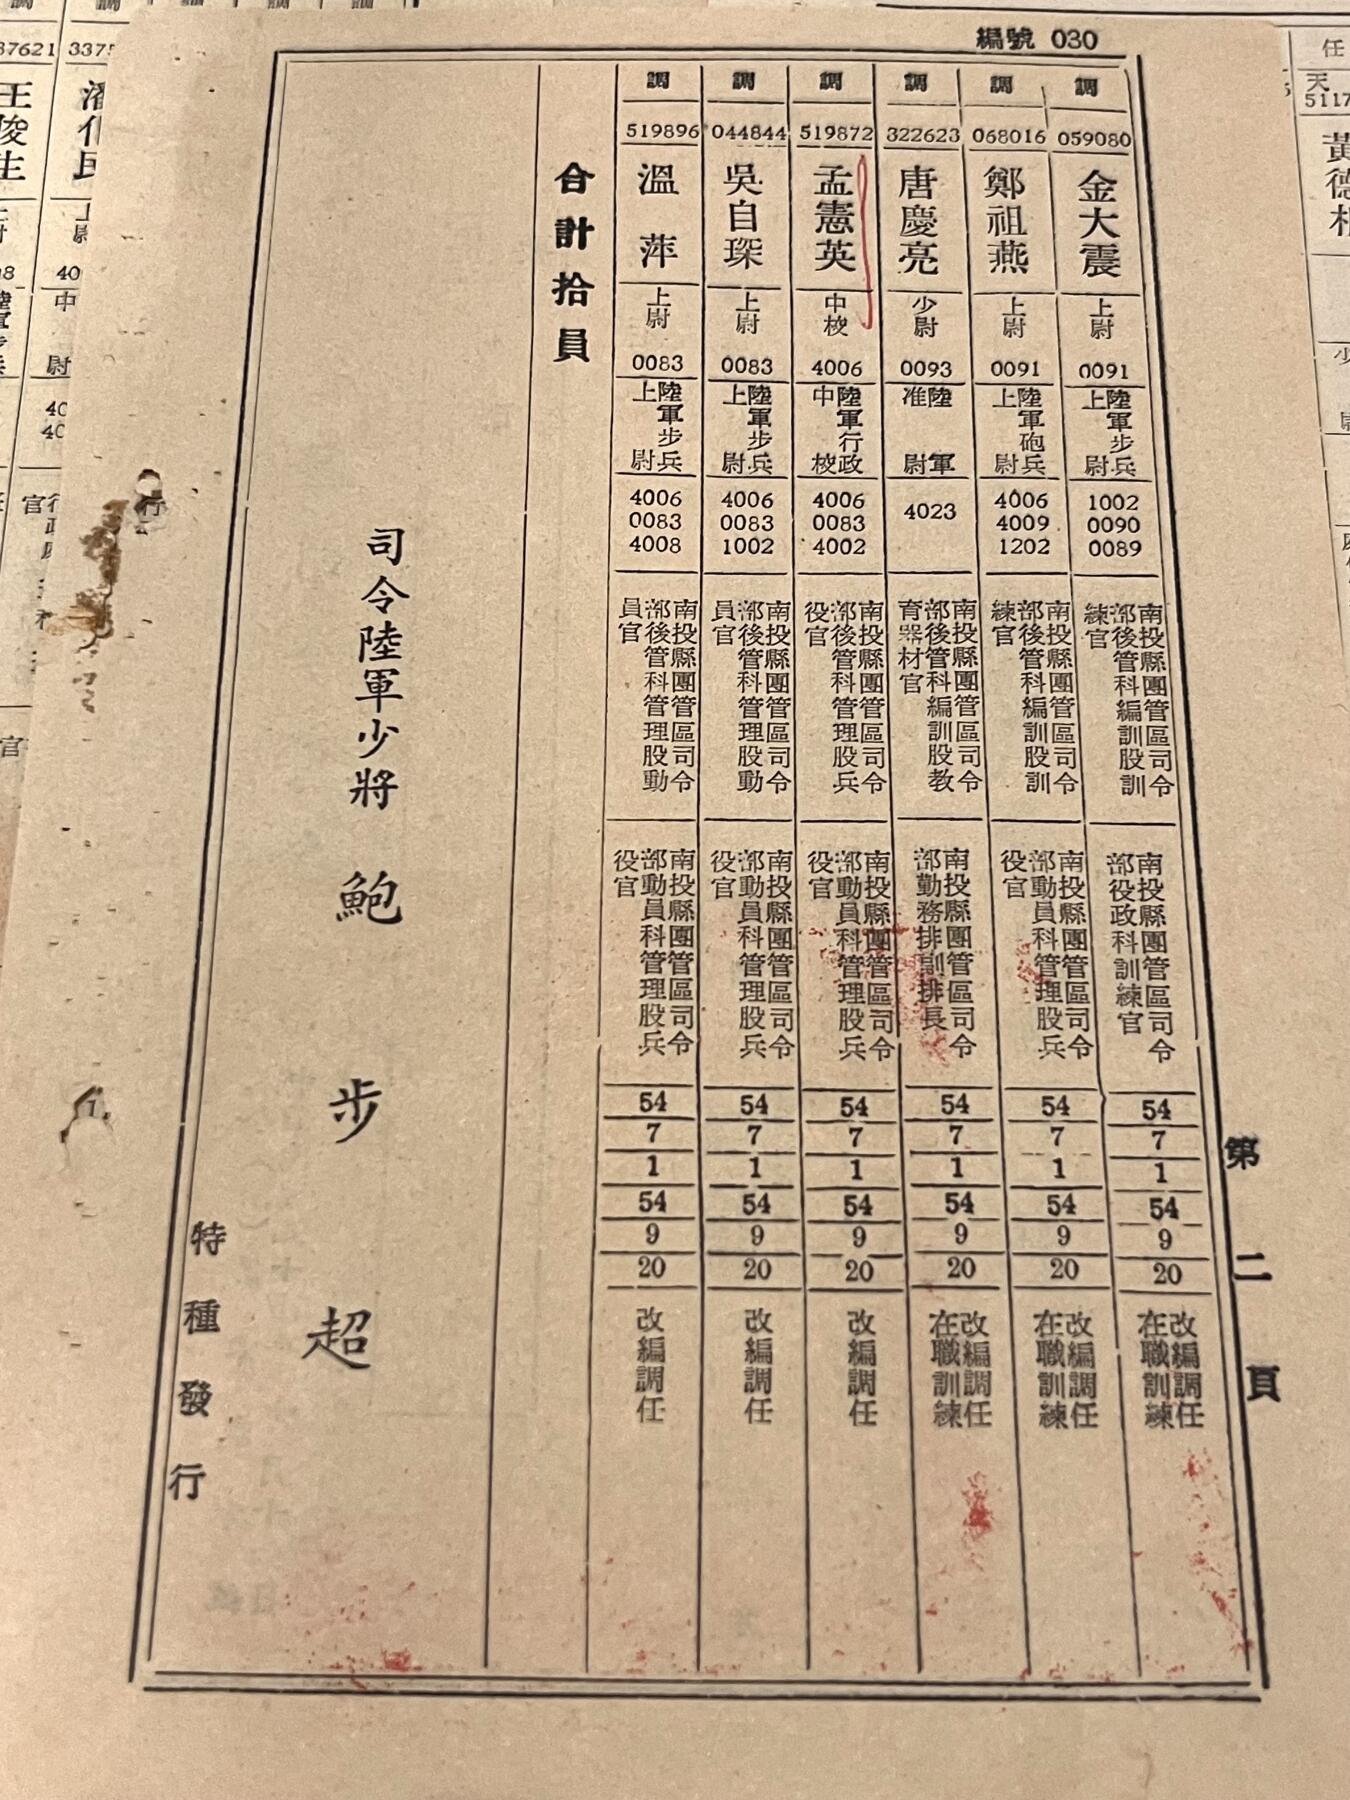 編號 030
第二頁
調
059080
金大震
上尉
0091
陸軍步兵
上尉
1002
0090
0089
南投縣團管區司令
部後管科編訓股訓
練官
南投縣團管區司令
部役政科訓練官
54
7
1
54
9
20
改編調任
在職訓練
調
068016
鄭祖燕
上尉
0091
陸軍砲兵
上尉
4006
4009
1202
南投縣團管區司令
部後管科編訓股訓
練官
南投縣團管區司令
部動員科管理股兵
役官
54
7
1
54
9
20
改編調任
在職訓練
調
322623
唐慶亮
少尉
0093
陸軍
准尉
4023
南投縣團管區司令
部後管科編訓股教
育器材官
南投縣團管區司令
部勤務排副排長
54
7
1
54
9
20
改編調任
在職訓練
調
519872
孟憲英
中校
4006
陸軍行政
中校
4006
0083
4002
南投縣團管區司令
部後管科管理股兵
役官
南投縣團管區司令
部動員科管理股兵
役官
54
7
1
54
9
20
改編調任
調
044844
吳自琛
上尉
0083
陸軍步兵
上尉
4006
0083
1002
南投縣團管區司令
部後管科管理股動
員官
南投縣團管區司令
部動員科管理股兵
役官
54
7
1
54
9
20
改編調任
調
519896
溫萍
上尉
0083
陸軍步兵
上尉
4006
0083
4008
南投縣團管區司令
部後管科管理股動
員官
南投縣團管區司令
部動員科管理股兵
役官
54
7
1
54
9
20
改編調任
合計拾員
司令陸軍少將 鮑步超
特種發行